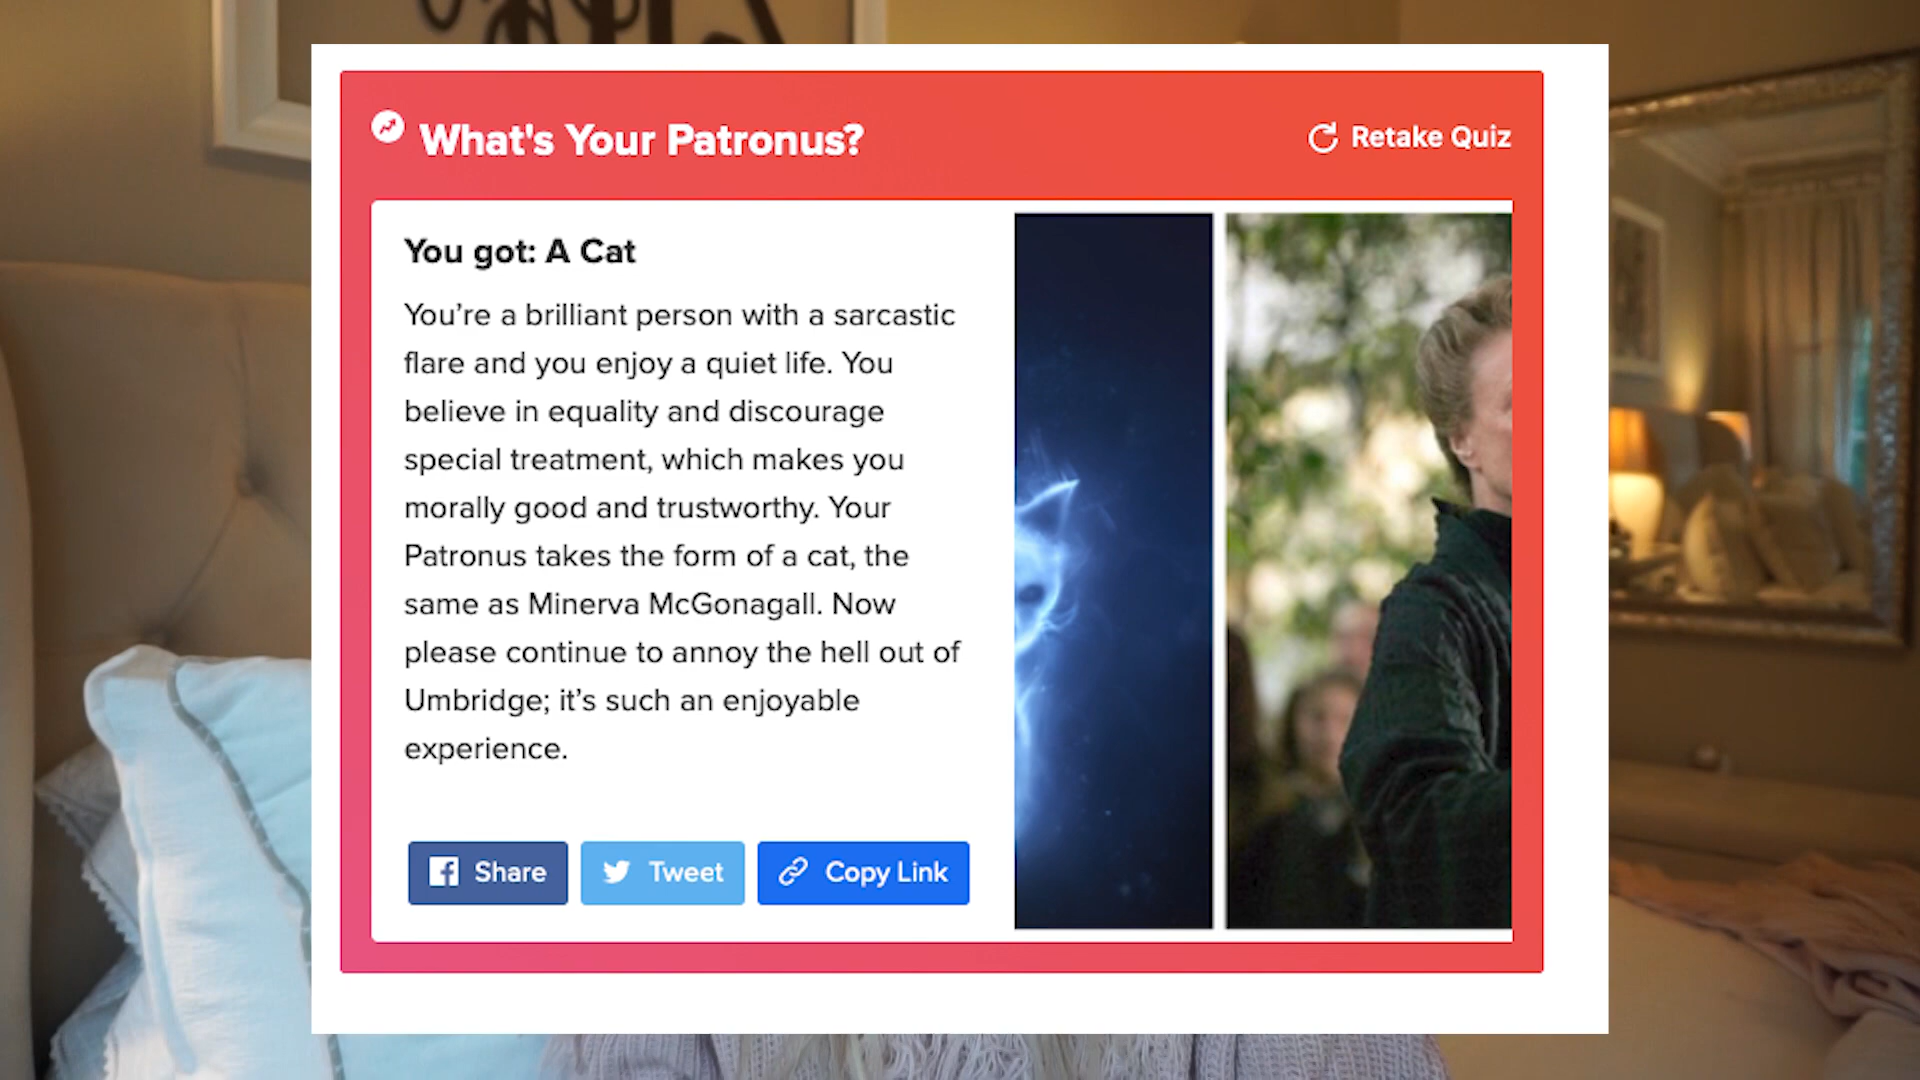 What's Your Patronus?
Retake Quiz
You got: A Cat
You’re a brilliant person with a sarcastic
flare and you enjoy a quiet life. You
believe in equality and discourage
special treatment, which makes you
morally good and trustworthy. Your
Patronus takes the form of a cat, the
same as Minerva McGonagall. Now
please continue to annoy the hell out of
Umbridge; it’s such an enjoyable
experience.
Share
Tweet
Copy Link